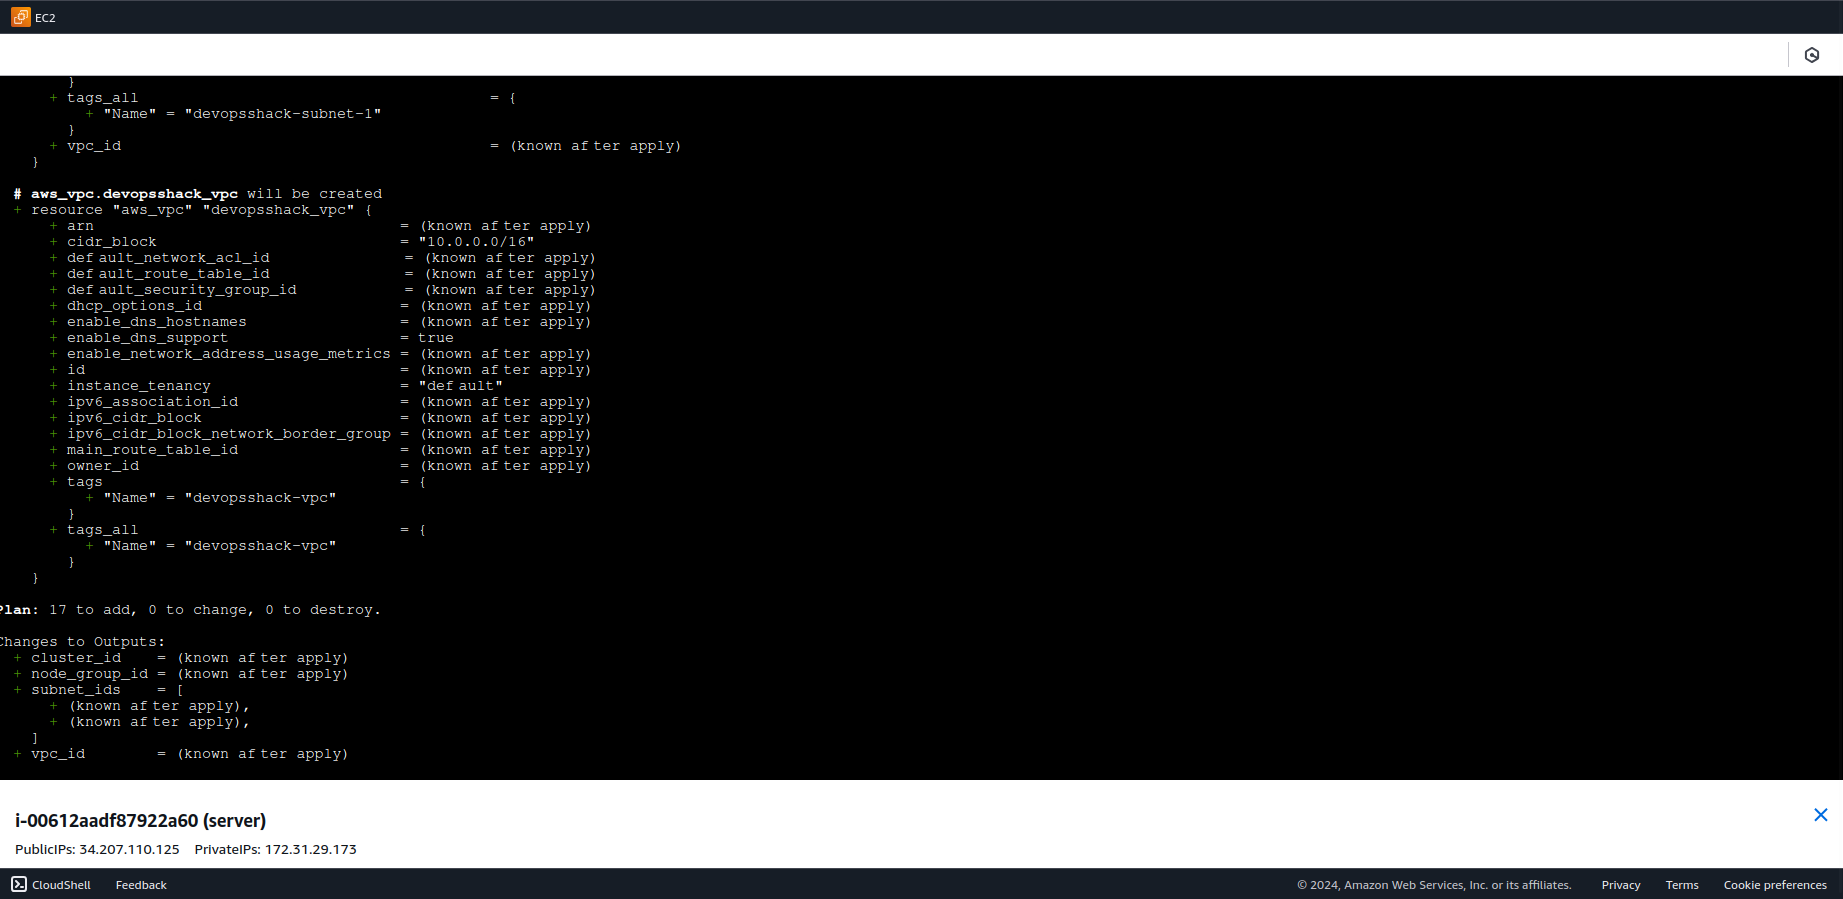 EC2
}
+ tags_all = {
+ "Name" = "devopsshack-subnet-1"
}
+ vpc_id = (known after apply)
}
# aws_vpc.devopsshack_vpc will be created
+ resource "aws_vpc" "devopsshack_vpc" {
+ arn = (known after apply)
+ cidr_block = "10.0.0.0/16"
+ default_network_acl_id = (known after apply)
+ default_route_table_id = (known after apply)
+ default_security_group_id = (known after apply)
+ dhcp_options_id = (known after apply)
+ enable_dns_hostnames = (known after apply)
+ enable_dns_support = true
+ enable_network_address_usage_metrics = (known after apply)
+ id = (known after apply)
+ instance_tenancy = "default"
+ ipv6_association_id = (known after apply)
+ ipv6_cidr_block = (known after apply)
+ ipv6_cidr_block_network_border_group = (known after apply)
+ main_route_table_id = (known after apply)
+ owner_id = (known after apply)
+ tags = {
+ "Name" = "devopsshack-vpc"
}
+ tags_all = {
+ "Name" = "devopsshack-vpc"
}
}
Plan: 17 to add, 0 to change, 0 to destroy.
Changes to Outputs:
+ cluster_id = (known after apply)
+ node_group_id = (known after apply)
+ subnet_ids = [
+ (known after apply),
+ (known after apply),
]
+ vpc_id = (known after apply)
i-00612aadf87922a60 (server)
PublicIPs: 34.207.110.125 PrivateIPs: 172.31.29.173
CloudShell Feedback © 2024, Amazon Web Services, Inc. or its affiliates. Privacy Terms Cookie preferences